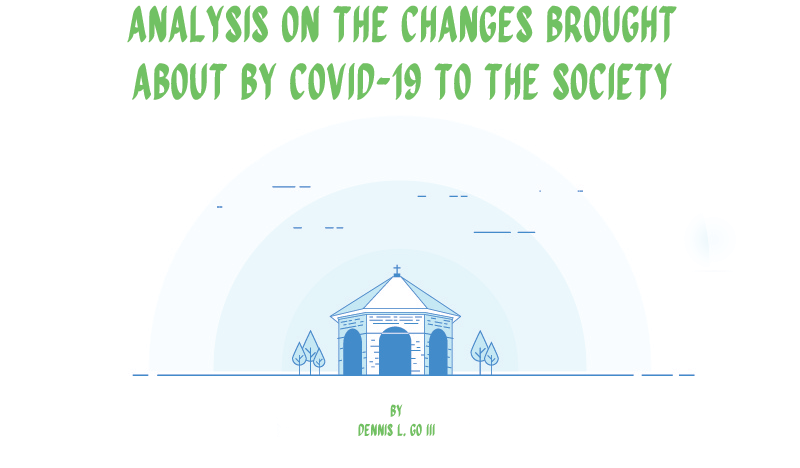 ANALYSIS ON THE CHANGES BROUGHT
ABOUT BY COVID-19 TO THE SOCIETY
BY
DENNIS L. GO III